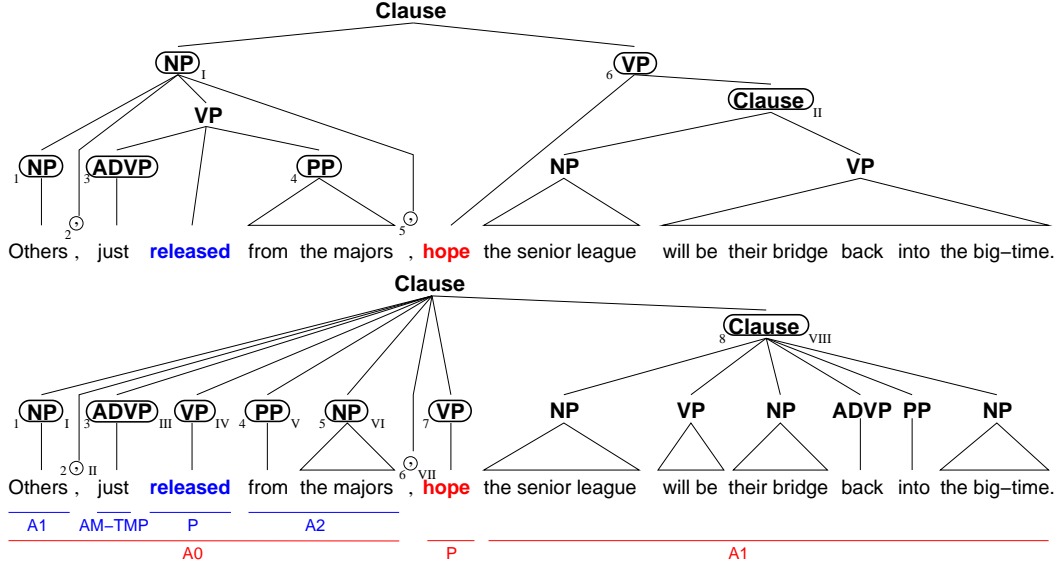 Clause
NP I 6 VP
Clause II
VP
1 NP 3 ADVP 4 PP NP VP
2 , 5 ,
Others , just released from the majors , hope the senior league will be their bridge back into the big−time.
Clause
8 Clause VIII
1 NP I 3 ADVP III VP IV 4 PP V 5 NP VI 7 VP NP VP NP ADVP PP NP
2 , II 6 , VII
Others , just released from the majors , hope the senior league will be their bridge back into the big−time.
A1 AM−TMP P A2
A0 P A1